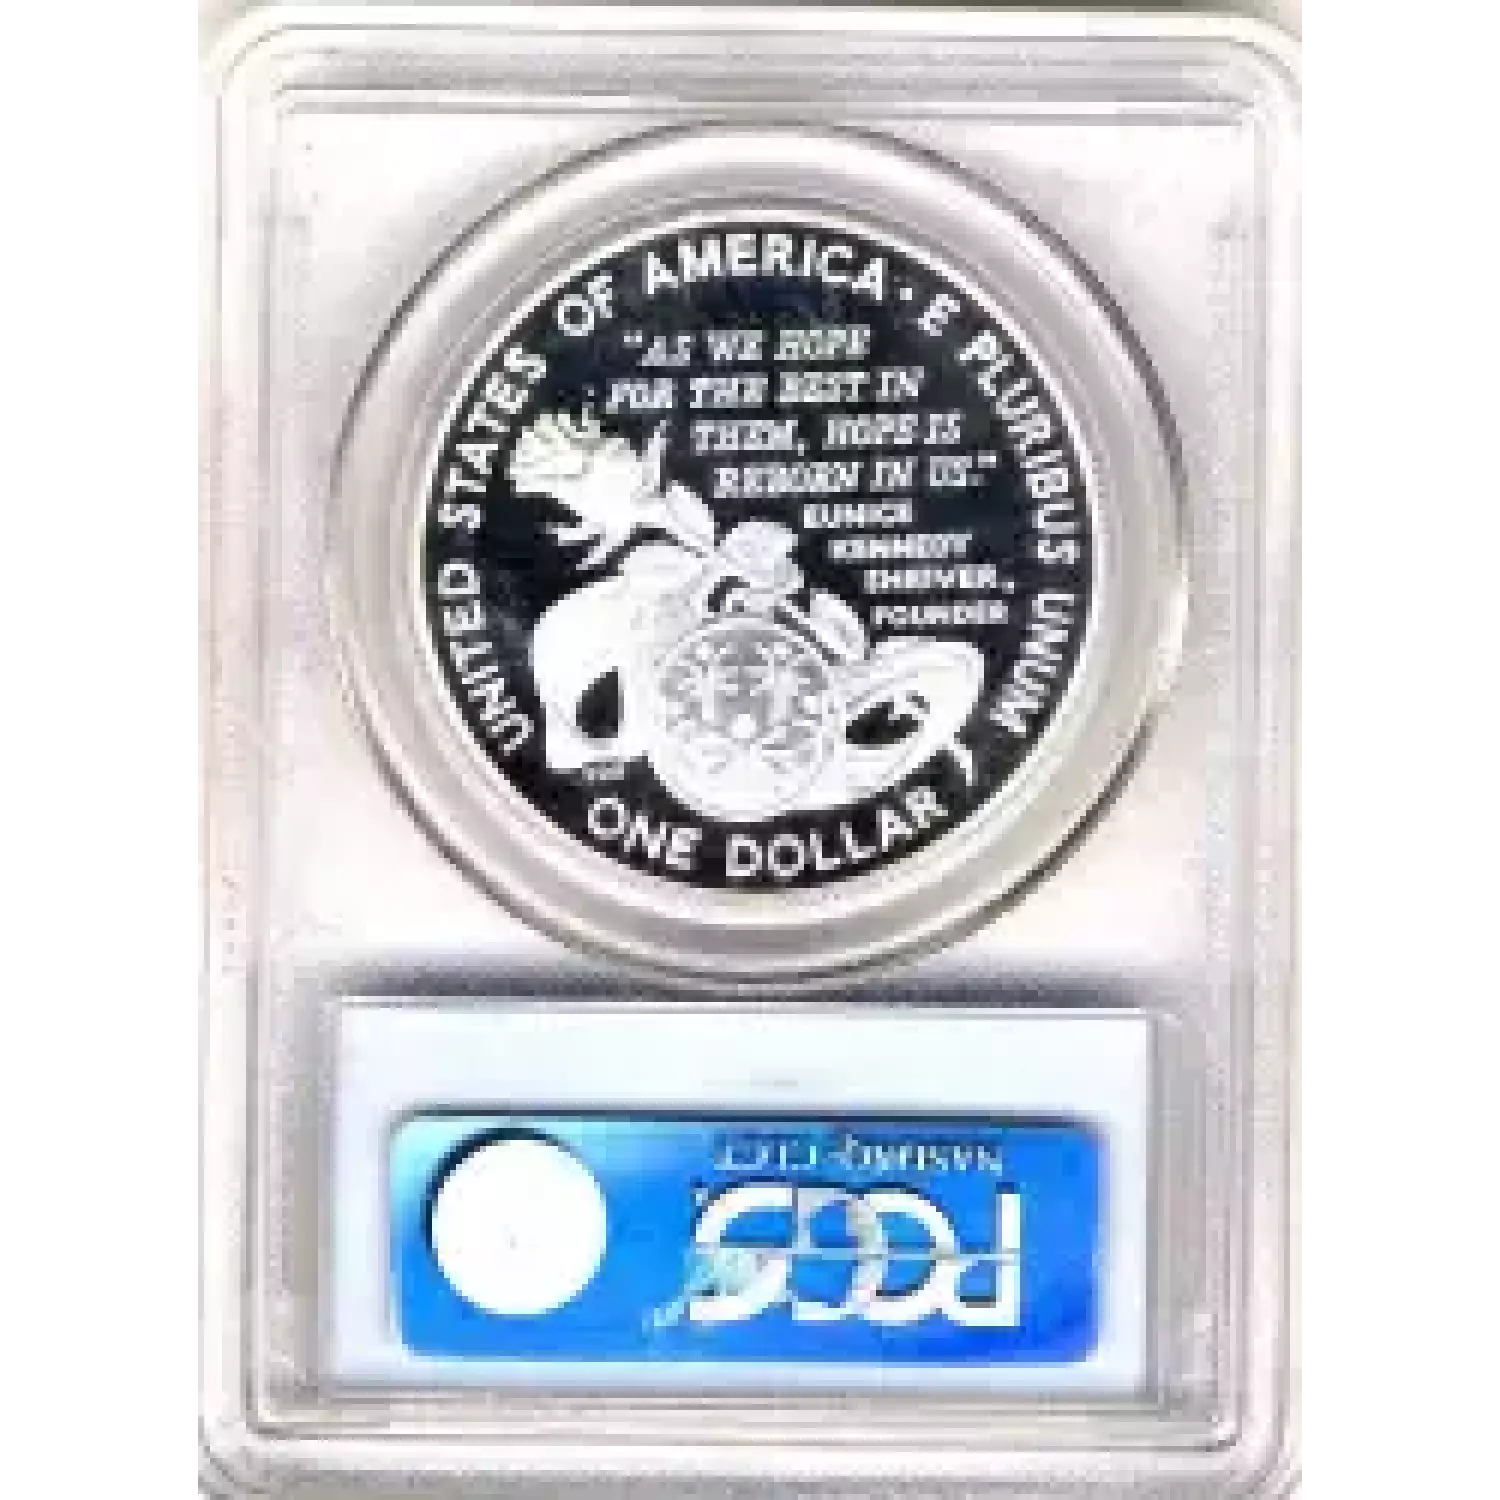 UNITED STATES OF AMERICA · E PLURIBUS UNUM
"AS WE HOPE
FOR THE BEST IN
THEM, HOPE IS
REBORN IN US."
EUNICE
KENNEDY
SHRIVER,
FOUNDER
ONE DOLLAR
PCGS